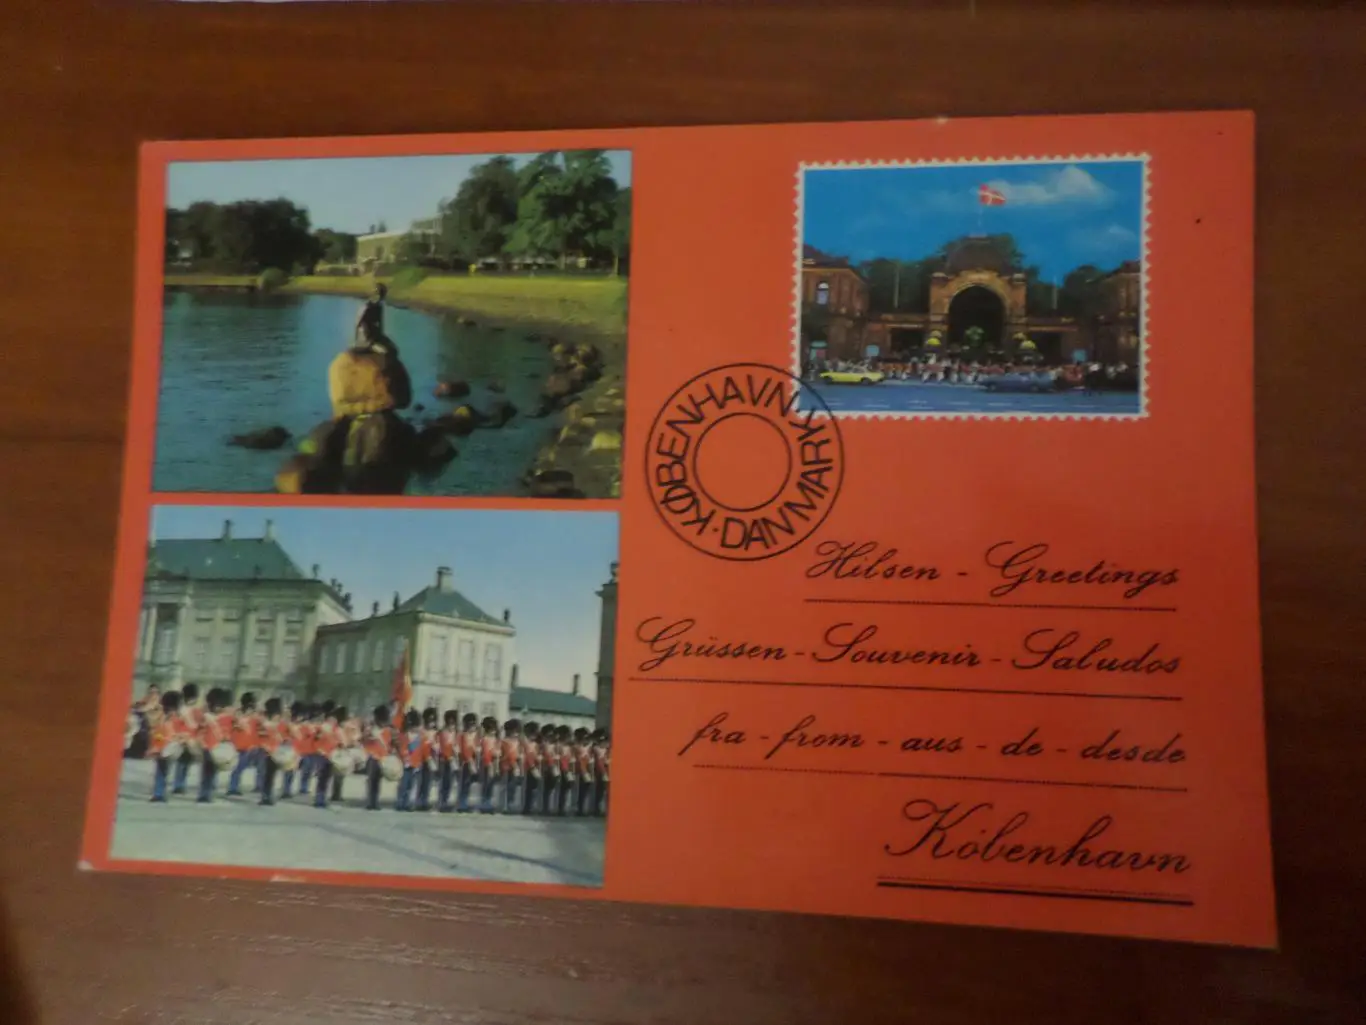 KØBENHAVN · DANMARK
Hilsen - Greetings
Grüssen - Souvenir - Saludos
fra - from - aus - de - desde
København